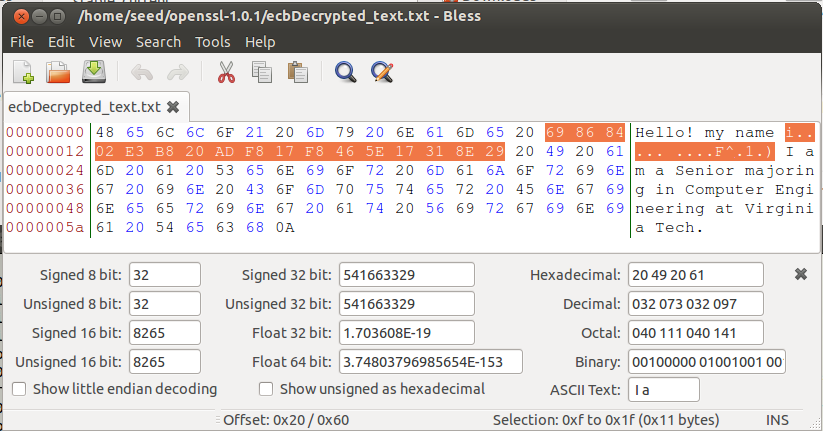 /home/seed/openssl-1.0.1/ecbDecrypted_text.txt - Bless
File Edit View Search Tools Help
ecbDecrypted_text.txt
00000000 48 65 6C 6C 6F 21 20 6D 79 20 6E 61 6D 65 20 69 86 84 Hello! my name i..
00000012 02 E3 B8 20 AD F8 17 F8 46 5E 17 31 8E 29 20 49 20 61 ... ....F^.1.) I a
00000024 6D 20 61 20 53 65 6E 69 6F 72 20 6D 61 6A 6F 72 69 6E m a Senior majorin
00000036 67 20 69 6E 20 43 6F 6D 70 75 74 65 72 20 45 6E 67 69 g in Computer Engi
00000048 6E 65 65 72 69 6E 67 20 61 74 20 56 69 72 67 69 6E 69 neering at Virgini
0000005a 61 20 54 65 63 68 0A a Tech.
Signed 8 bit: 32 Signed 32 bit: 541663329 Hexadecimal: 20 49 20 61
Unsigned 8 bit: 32 Unsigned 32 bit: 541663329 Decimal: 032 073 032 097
Signed 16 bit: 8265 Float 32 bit: 1.703608E-19 Octal: 040 111 040 141
Unsigned 16 bit: 8265 Float 64 bit: 3.74803796985654E-153 Binary: 00100000 01001001 00
Show little endian decoding Show unsigned as hexadecimal ASCII Text: I a
Offset: 0x20 / 0x60 Selection: 0xf to 0x1f (0x11 bytes) INS